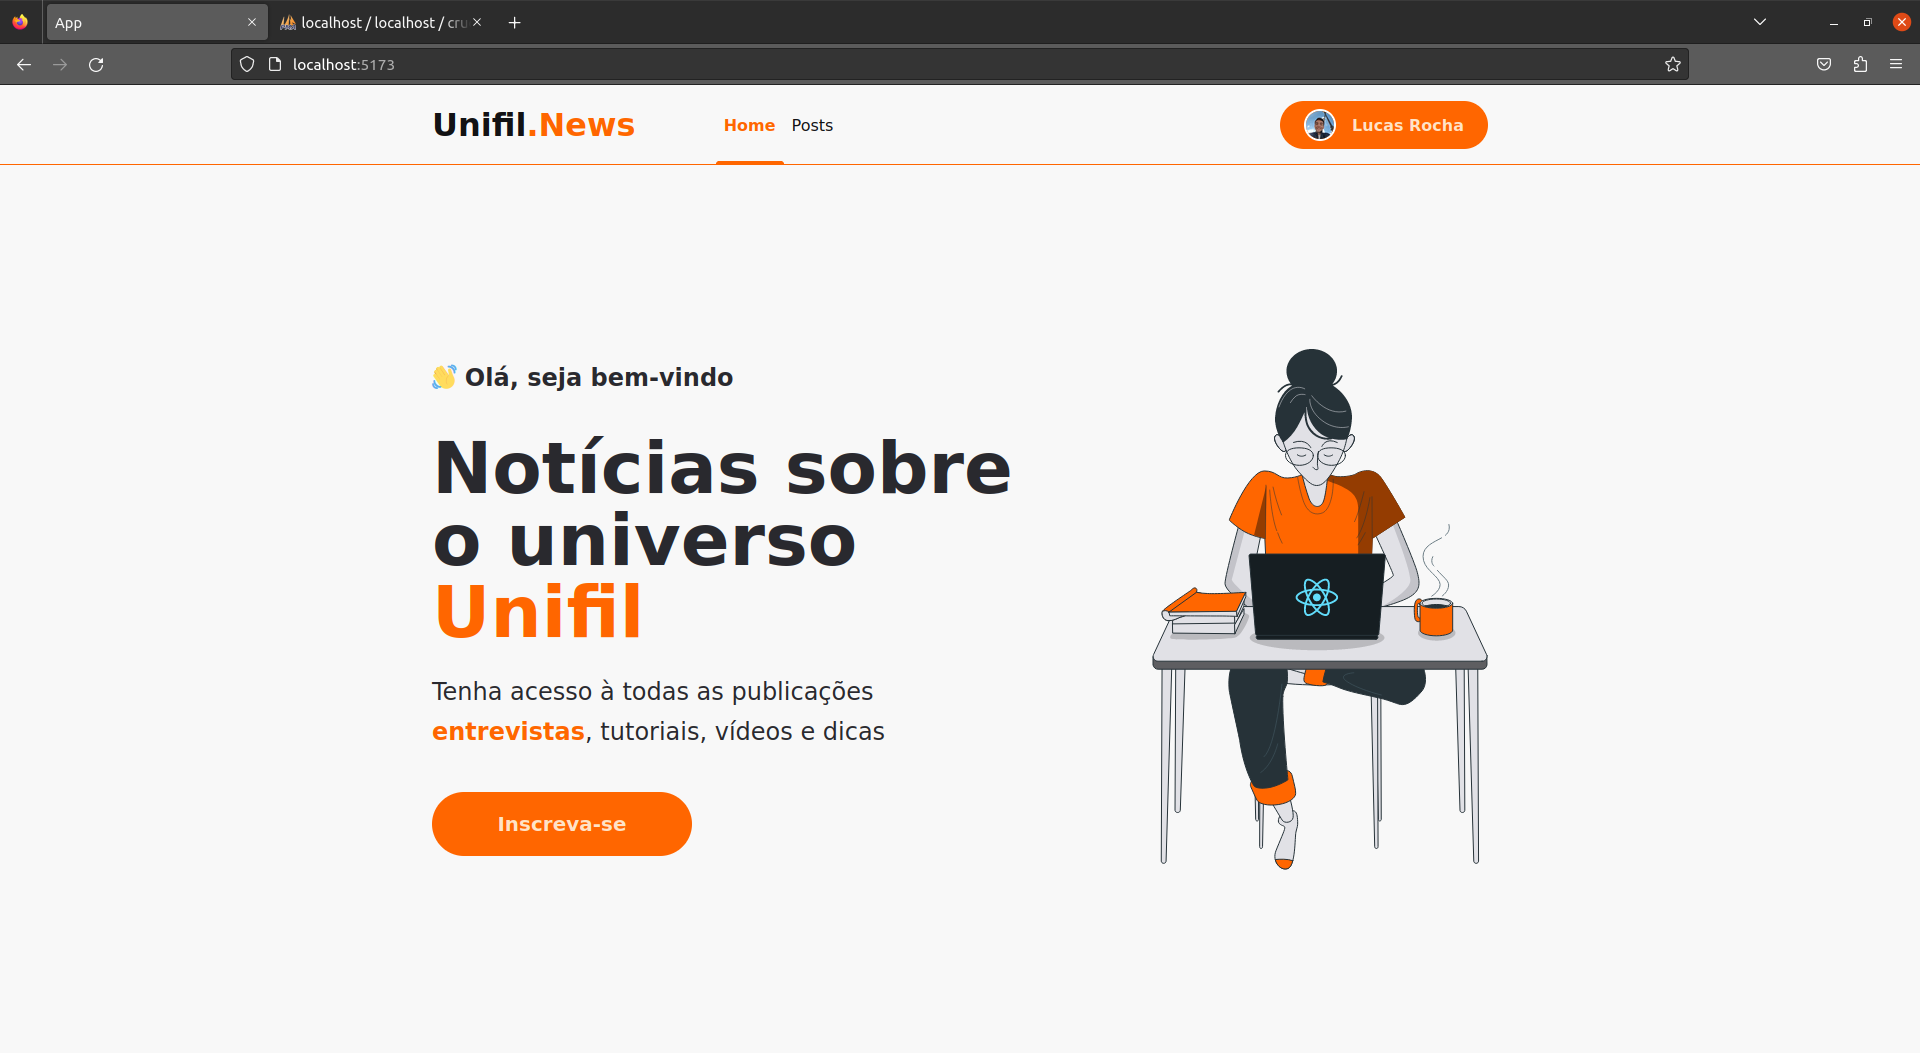 App
localhost / localhost / cru
localhost:5173
Unifil.News
Home
Posts
Lucas Rocha
👋 Olá, seja bem-vindo
Notícias sobre
o universo
Unifil
Tenha acesso à todas as publicações
entrevistas, tutoriais, vídeos e dicas
Inscreva-se